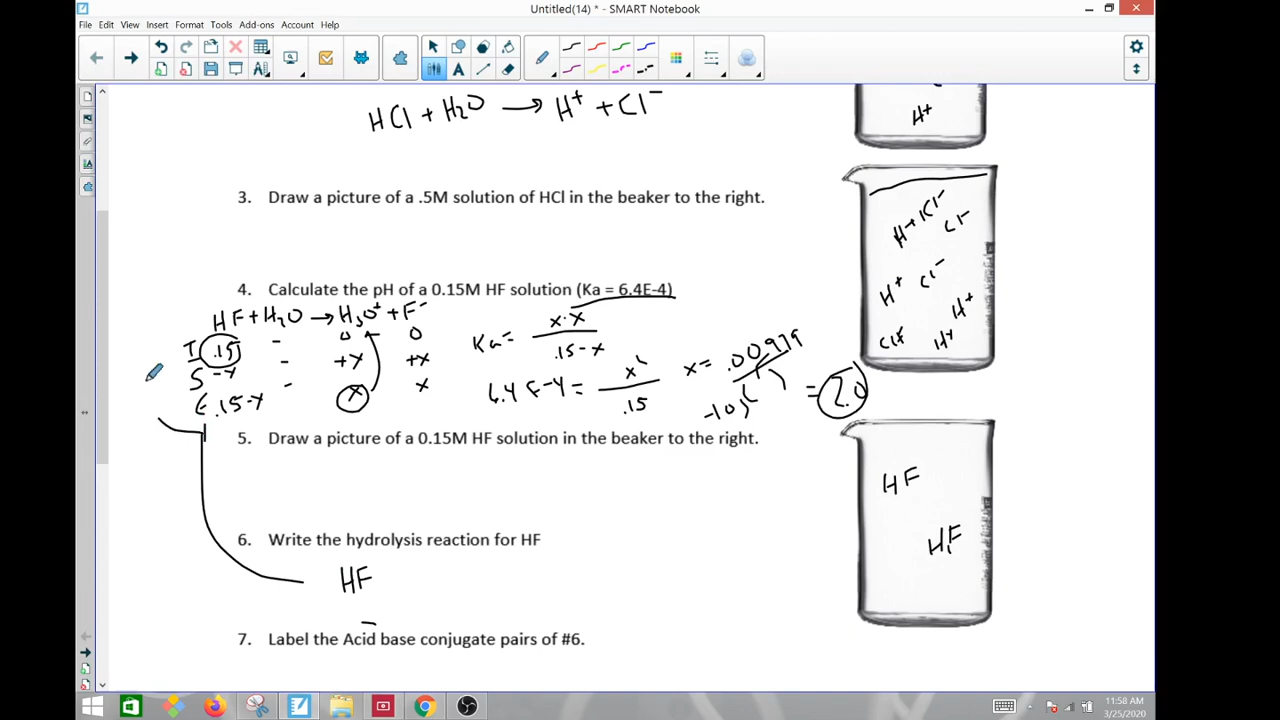 Untitled(14) * - SMART Notebook
File Edit View Insert Format Tools Add-ons Account Help
HCl + H2O → H+ + Cl-
H+
3. Draw a picture of a .5M solution of HCl in the beaker to the right.
H+ Cl-
Cl-
H+ Cl-
H+
Cl-
H+
4. Calculate the pH of a 0.15M HF solution (Ka = 6.4E-4)
HF + H2O → H3O+ + F-
I .15 - 0 0
-x - +x +x
E .15-x - x x
Ka = x·x / .15-x
6.4 E-4 = x² / .15
x = .00979
= 2.0
5. Draw a picture of a 0.15M HF solution in the beaker to the right.
HF
HF
6. Write the hydrolysis reaction for HF
HF
7. Label the Acid base conjugate pairs of #6.
11:58 AM
3/25/2020